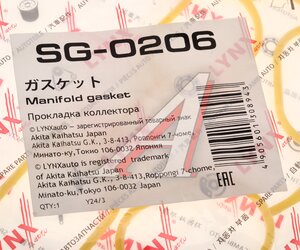 SG-0206
ガスケット
Manifold gasket
Прокладка коллектора
© LYNXauto - зарегистрированный товарный знак
Akita Kaihatsu Japan
Akita Kaihatsu G.K., 3-8-413, Роппонги 7-чоме,
Минато-ку, Токио 106-0032, Япония
© LYNXauto is registered trademark
of Akita Kaihatsu Japan
Akita Kaihatsu G.K., 3-8-413, Roppongi 7-chome,
Minato-ku, Tokyo 106-0032 Japan
QTY:1 Y24/3
EAC
LYNX